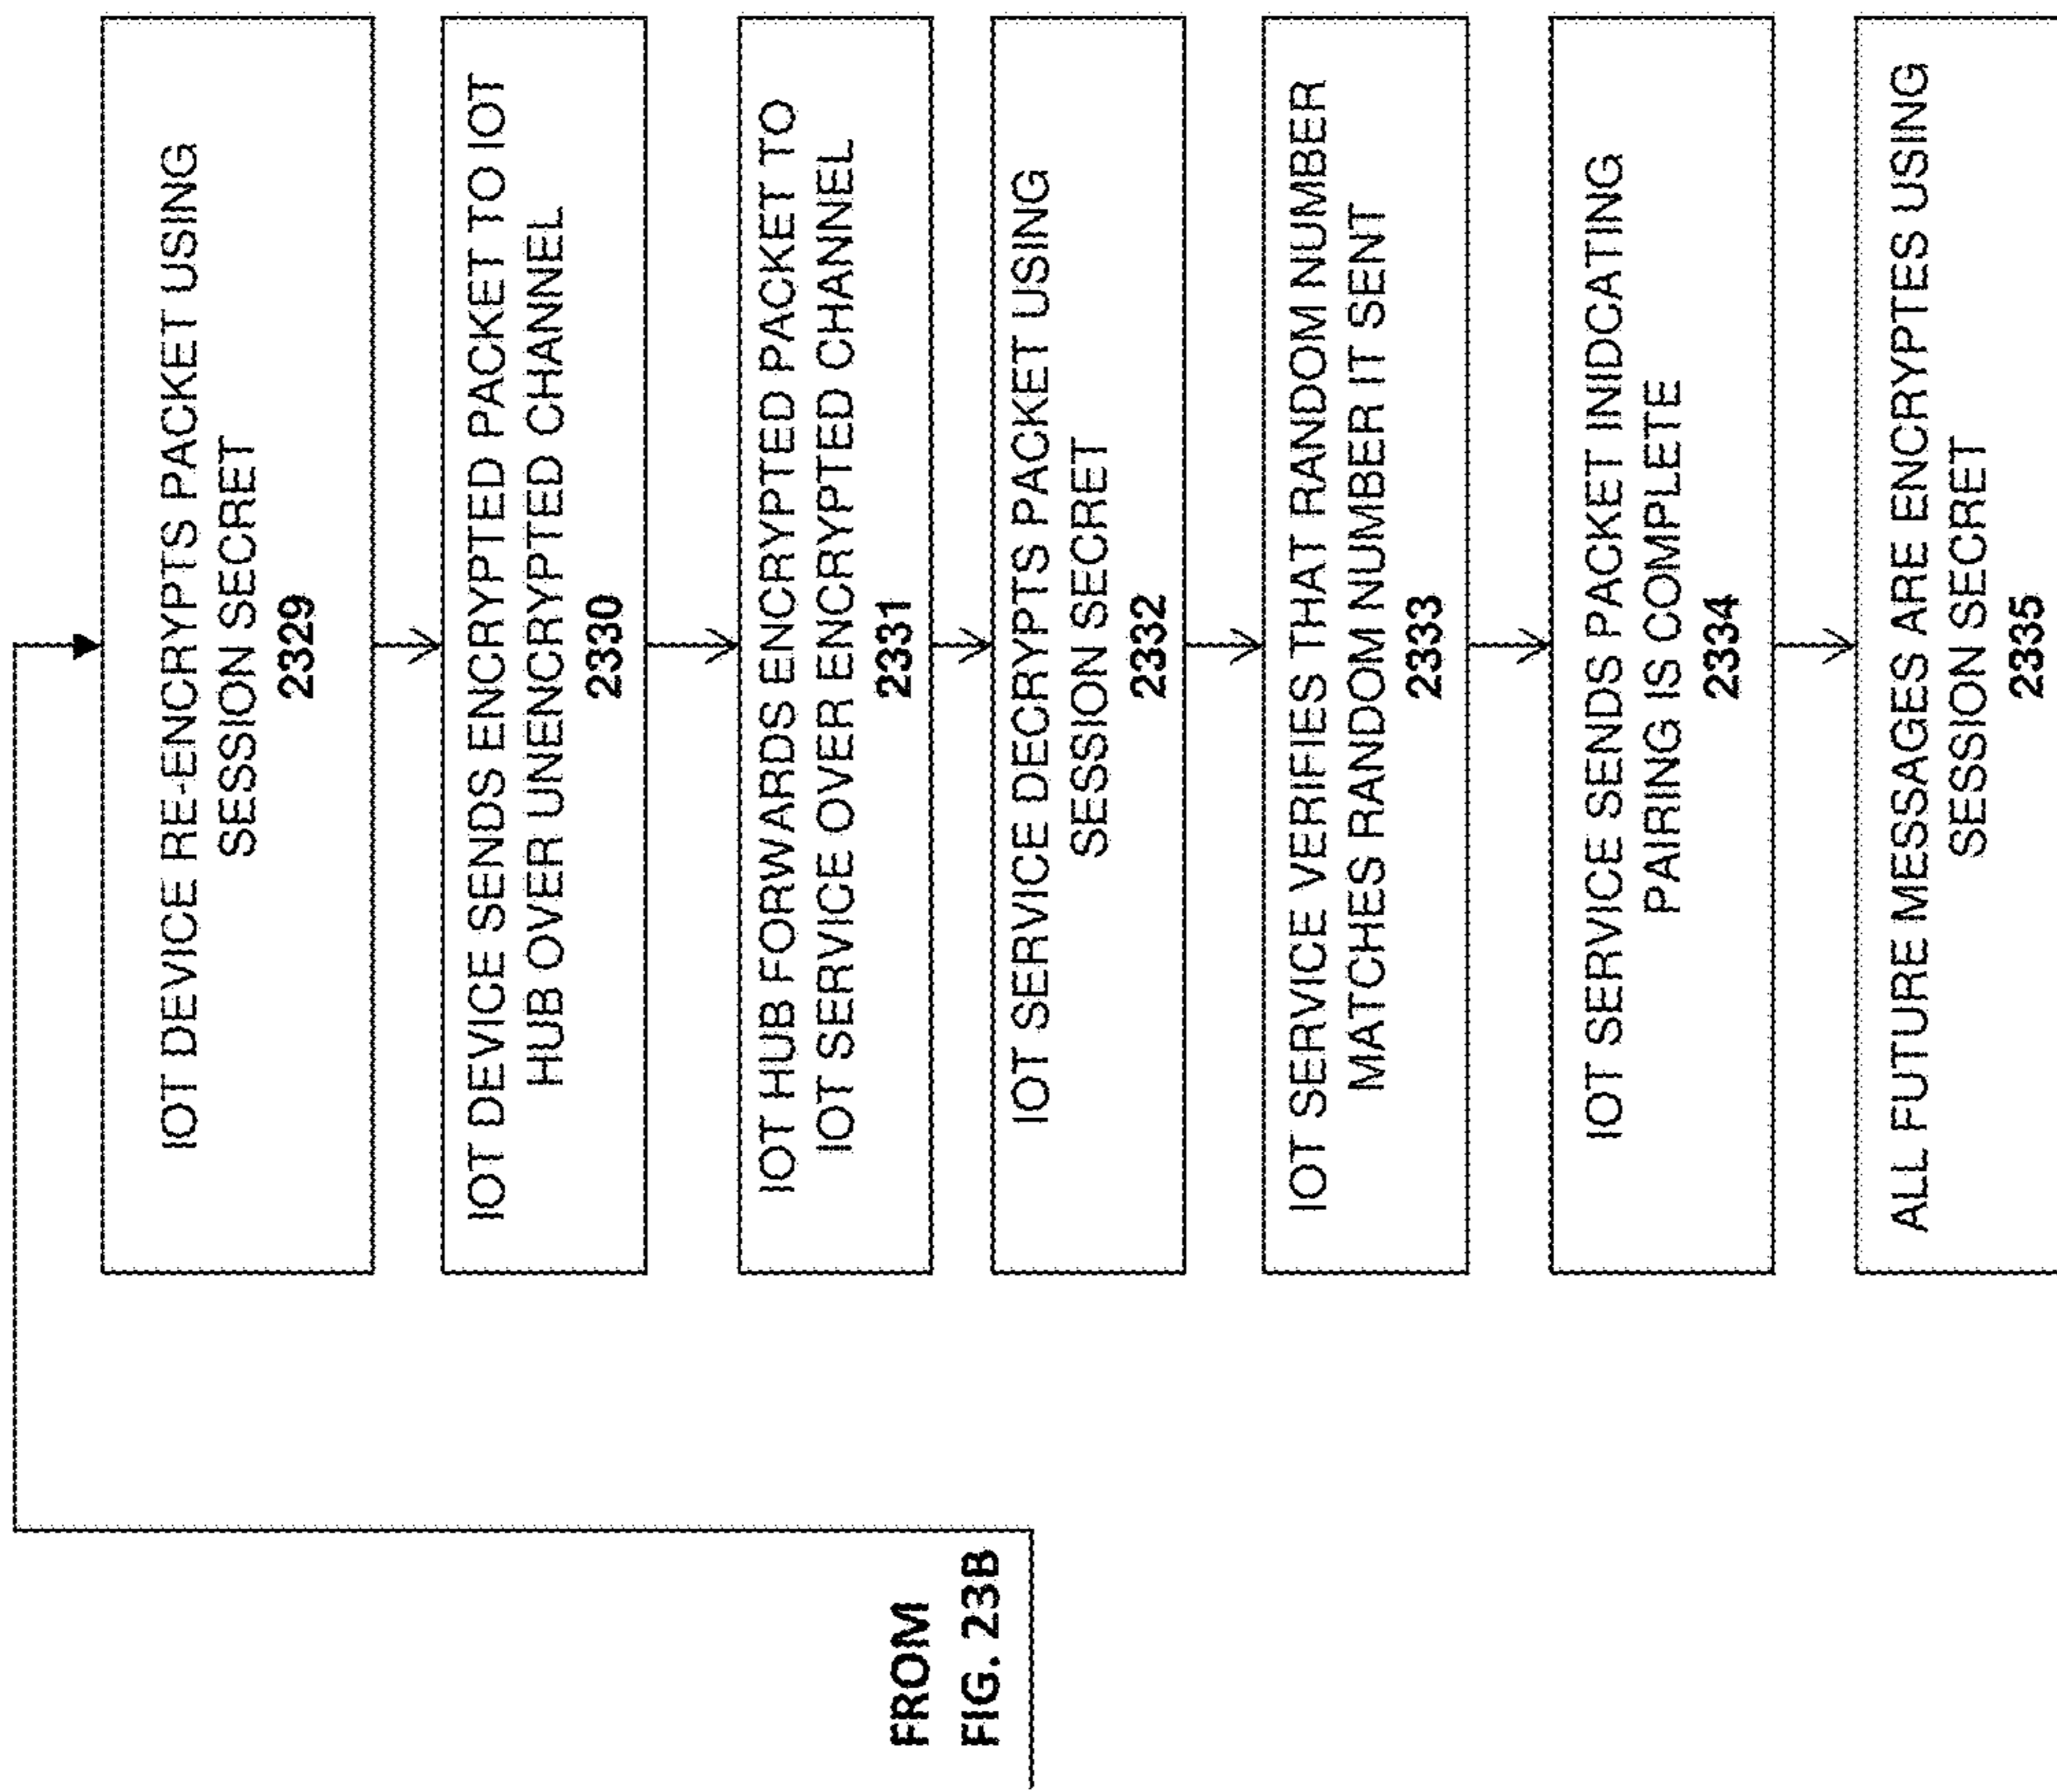 FROM
FIG. 23B
IOT DEVICE RE-ENCRYPTS PACKET USING
SESSION SECRET
2329
IOT DEVICE SENDS ENCRYPTED PACKET TO IOT
HUB OVER UNENCRYPTED CHANNEL
2330
IOT HUB FORWARDS ENCRYPTED PACKET TO
IOT SERVICE OVER ENCRYPTED CHANNEL
2331
IOT SERVICE DECRYPTS PACKET USING
SESSION SECRET
2332
IOT SERVICE VERIFIES THAT RANDOM NUMBER
MATCHES RANDOM NUMBER IT SENT
2333
IOT SERVICE SENDS PACKET INIDCATING
PAIRING IS COMPLETE
2334
ALL FUTURE MESSAGES ARE ENCRYPTES USING
SESSION SECRET
2335